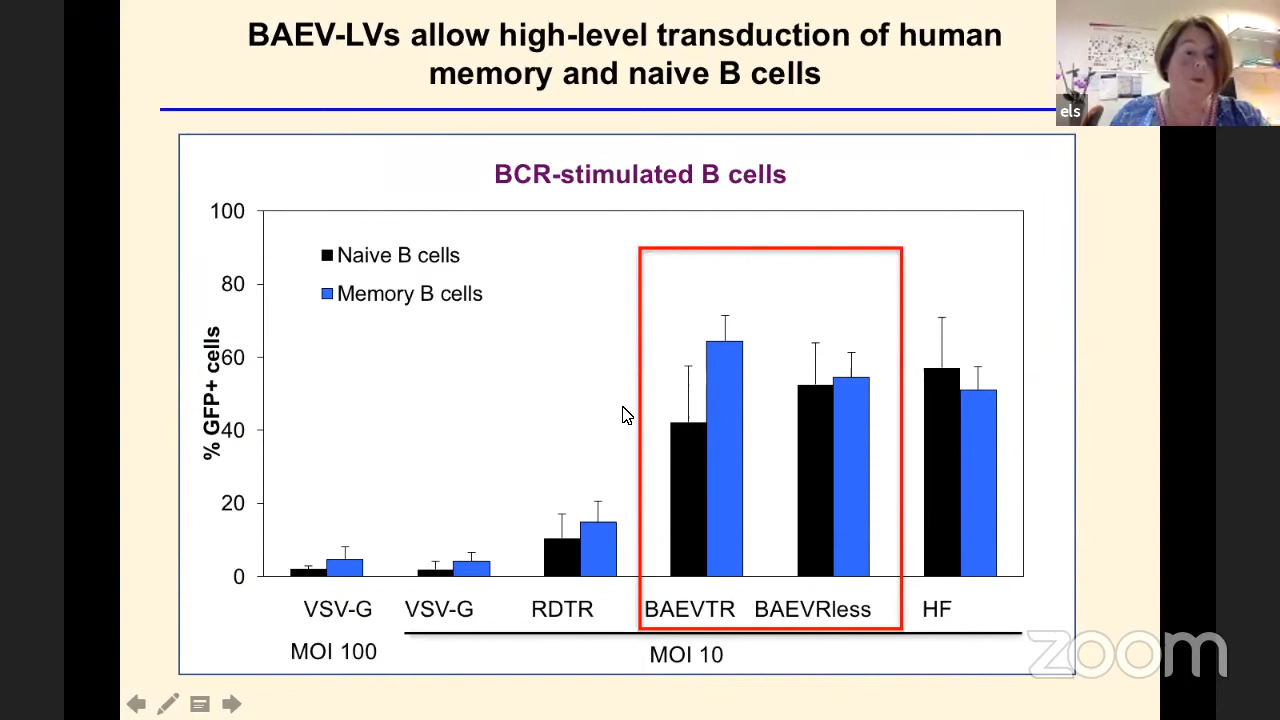 BAEV-LVs allow high-level transduction of human
memory and naive B cells
els
BCR-stimulated B cells
100
80
60
40
20
0
% GFP+ cells
Naive B cells
Memory B cells
VSV-G VSV-G RDTR BAEVTR BAEVRless HF
MOI 100 MOI 10
zoom